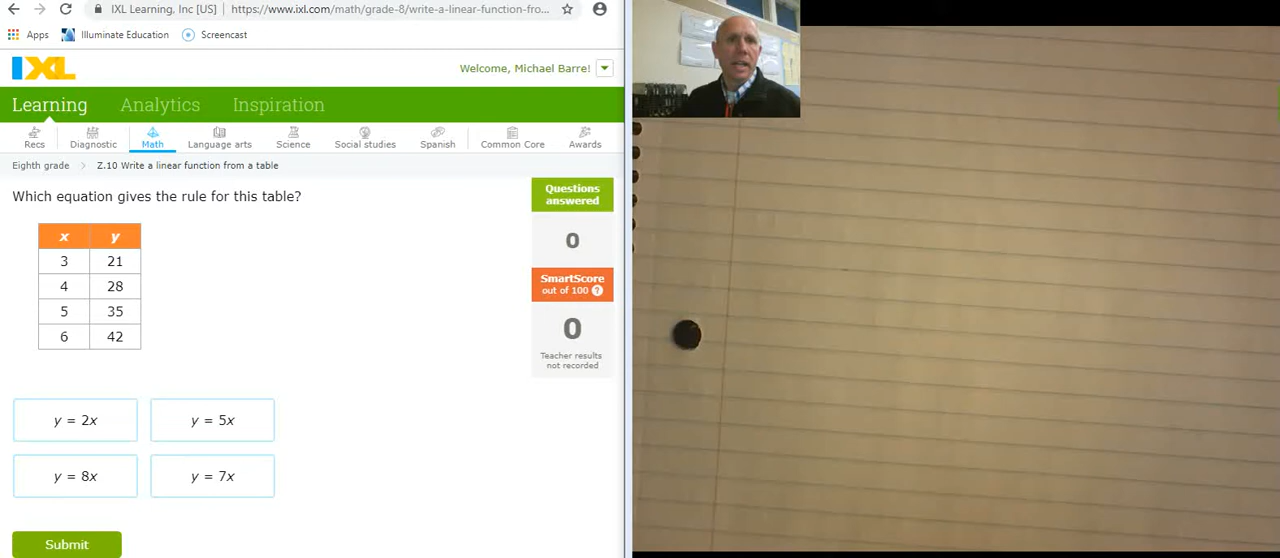 IXL Learning, Inc [US] | https://www.ixl.com/math/grade-8/write-a-linear-function-fro...
Apps Illuminate Education Screencast
IXL
Welcome, Michael Barre!
Learning Analytics Inspiration
Recs Diagnostic Math Language arts Science Social studies Spanish Common Core Awards
Eighth grade > Z.10 Write a linear function from a table
Which equation gives the rule for this table?
x y
3 21
4 28
5 35
6 42
Questions
answered
0
SmartScore
out of 100 ?
0
Teacher results
not recorded
y = 2x y = 5x
y = 8x y = 7x
Submit